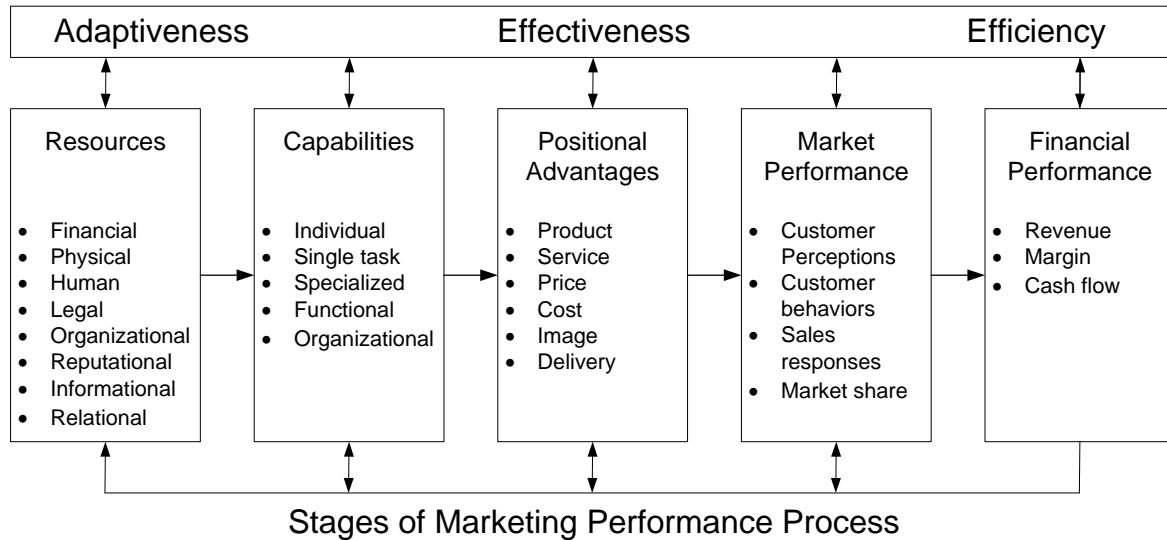 Adaptiveness Effectiveness Efficiency
Resources
• Financial
• Physical
• Human
• Legal
• Organizational
• Reputational
• Informational
• Relational
Capabilities
• Individual
• Single task
• Specialized
• Functional
• Organizational
Positional
Advantages
• Product
• Service
• Price
• Cost
• Image
• Delivery
Market
Performance
• Customer
Perceptions
• Customer
behaviors
• Sales
responses
• Market share
Financial
Performance
• Revenue
• Margin
• Cash flow
Stages of Marketing Performance Process